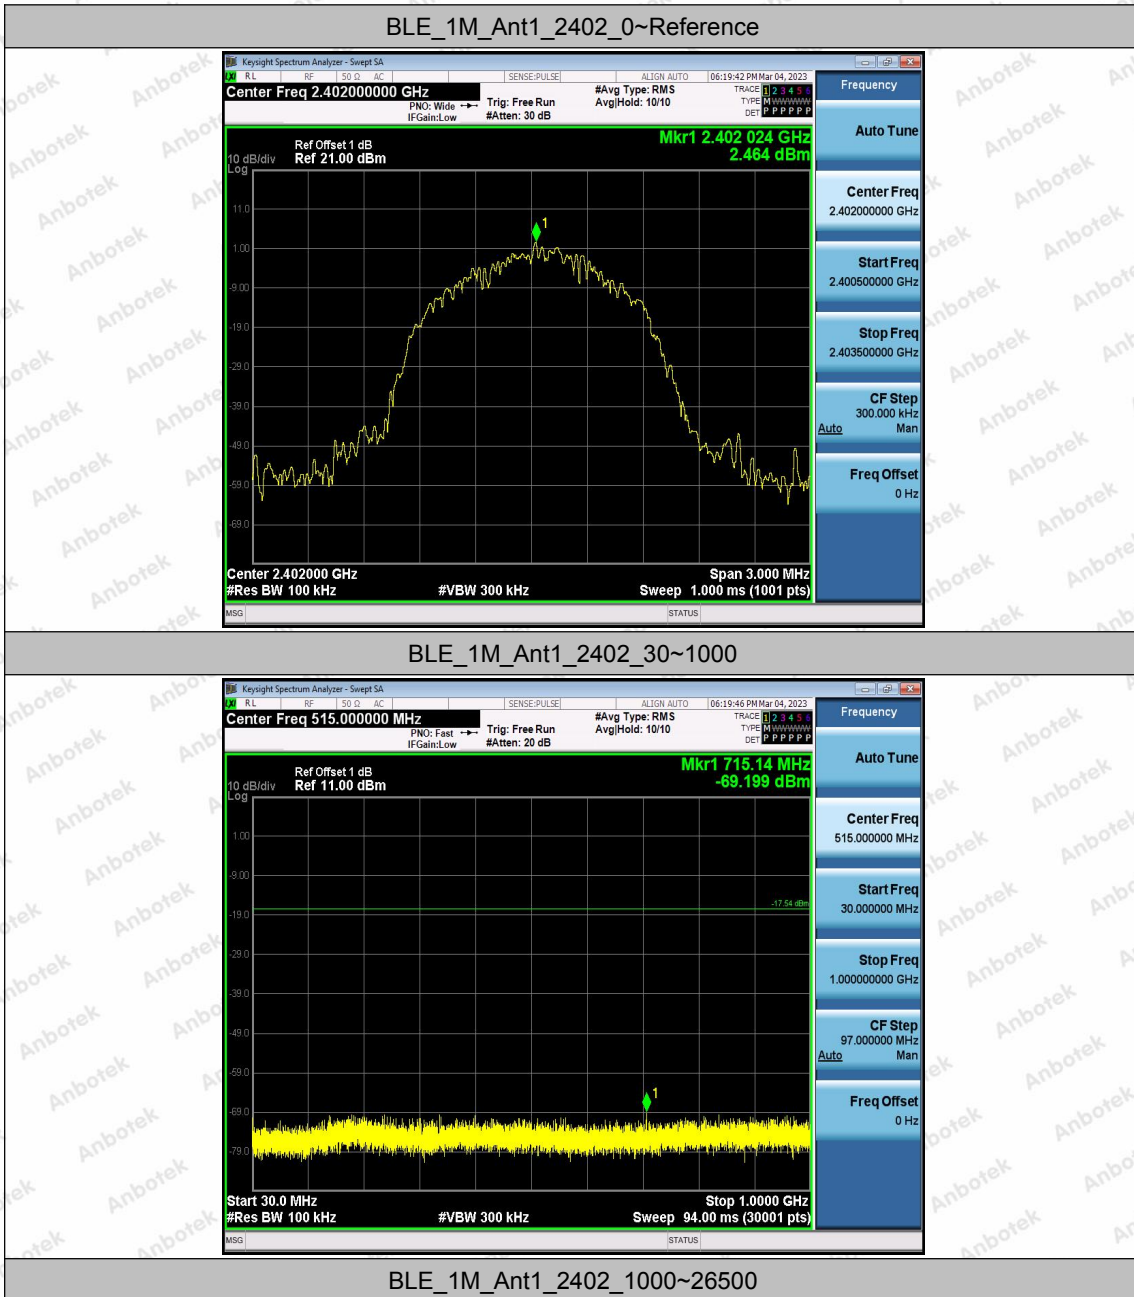 BLE_1M_Ant1_2402_0~Reference
Keysight Spectrum Analyzer - Swept SA
LXI RL RF 50 Ω AC SENSE:PULSE ALIGN AUTO 06:19:42 PM Mar 04, 2023
Center Freq 2.402000000 GHz
PNO: Wide
IFGain:Low
Trig: Free Run
#Atten: 30 dB
#Avg Type: RMS
Avg|Hold: 10/10
TRACE 1 2 3 4 5 6
TYPE M W W W W W
DET P P P P P P
Ref Offset 1 dB
10 dB/div Ref 21.00 dBm
Log
Mkr1 2.402 024 GHz
2.464 dBm
11.0
1
1.00
-9.00
-19.0
-29.0
-39.0
-49.0
-59.0
-69.0
Center 2.402000 GHz
Span 3.000 MHz
#Res BW 100 kHz
#VBW 300 kHz
Sweep 1.000 ms (1001 pts)
MSG
STATUS
Frequency
Auto Tune
Center Freq
2.402000000 GHz
Start Freq
2.400500000 GHz
Stop Freq
2.403500000 GHz
CF Step
300.000 kHz
Auto Man
Freq Offset
0 Hz
BLE_1M_Ant1_2402_30~1000
Keysight Spectrum Analyzer - Swept SA
LXI RL RF 50 Ω AC SENSE:PULSE ALIGN AUTO 06:19:46 PM Mar 04, 2023
Center Freq 515.000000 MHz
PNO: Fast
IFGain:Low
Trig: Free Run
#Atten: 20 dB
#Avg Type: RMS
Avg|Hold: 10/10
TRACE 1 2 3 4 5 6
TYPE M W W W W W
DET P P P P P P
Ref Offset 1 dB
10 dB/div Ref 11.00 dBm
Log
Mkr1 715.14 MHz
-69.199 dBm
1.00
-9.00
-17.54 dBm
-19.0
-29.0
-39.0
-49.0
-59.0
1
-69.0
-79.0
Start 30.0 MHz
Stop 1.0000 GHz
#Res BW 100 kHz
#VBW 300 kHz
Sweep 94.00 ms (30001 pts)
MSG
STATUS
Frequency
Auto Tune
Center Freq
515.000000 MHz
Start Freq
30.000000 MHz
Stop Freq
1.000000000 GHz
CF Step
97.000000 MHz
Auto Man
Freq Offset
0 Hz
BLE_1M_Ant1_2402_1000~26500
Anbotek